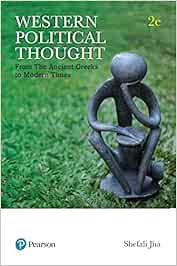 WESTERN
POLITICAL
THOUGHT
2e
From The Ancient Greeks
to Modern Times
Pearson
Shefali Jha